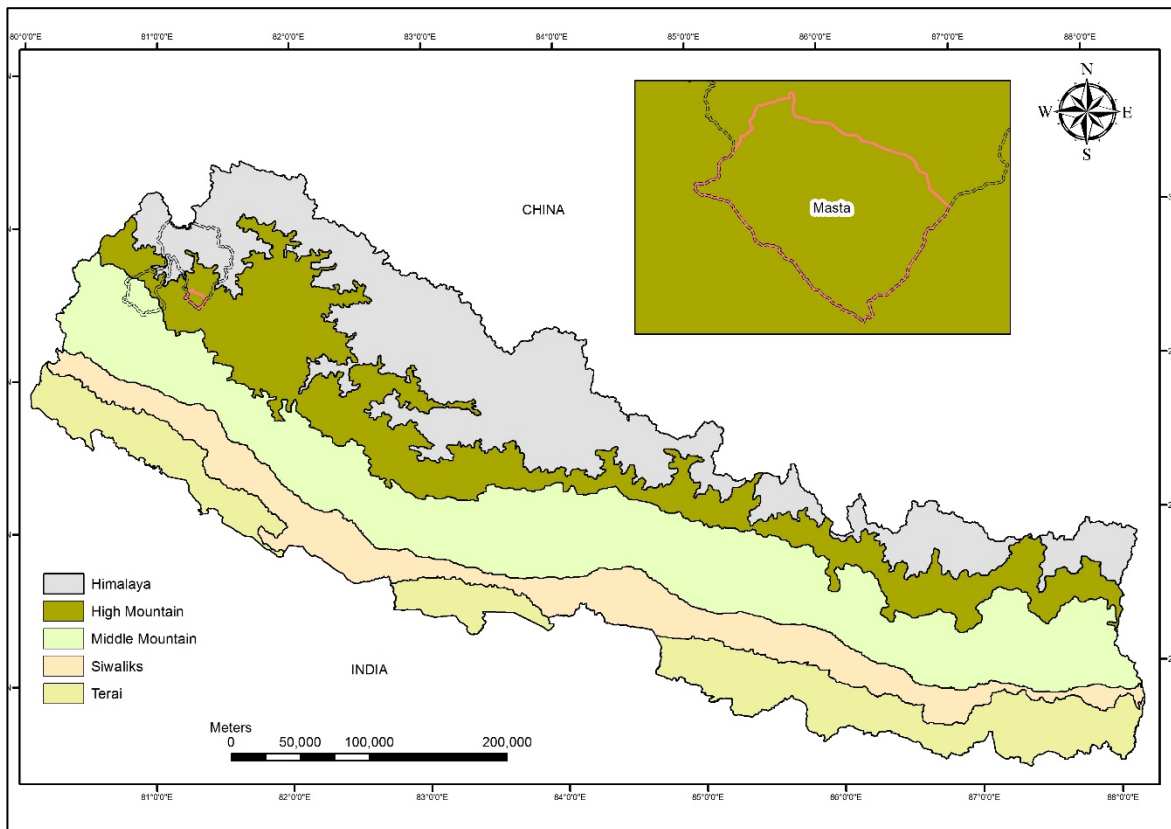 80°0'0"E 81°0'0"E 82°0'0"E 83°0'0"E 84°0'0"E 85°0'0"E 86°0'0"E 87°0'0"E 88°0'0"E
N
W E
S
CHINA
Masta
Himalaya
High Mountain
Middle Mountain
Siwaliks
Terai
INDIA
Meters
0 50,000 100,000 200,000
81°0'0"E 82°0'0"E 83°0'0"E 84°0'0"E 85°0'0"E 86°0'0"E 87°0'0"E 88°0'0"E